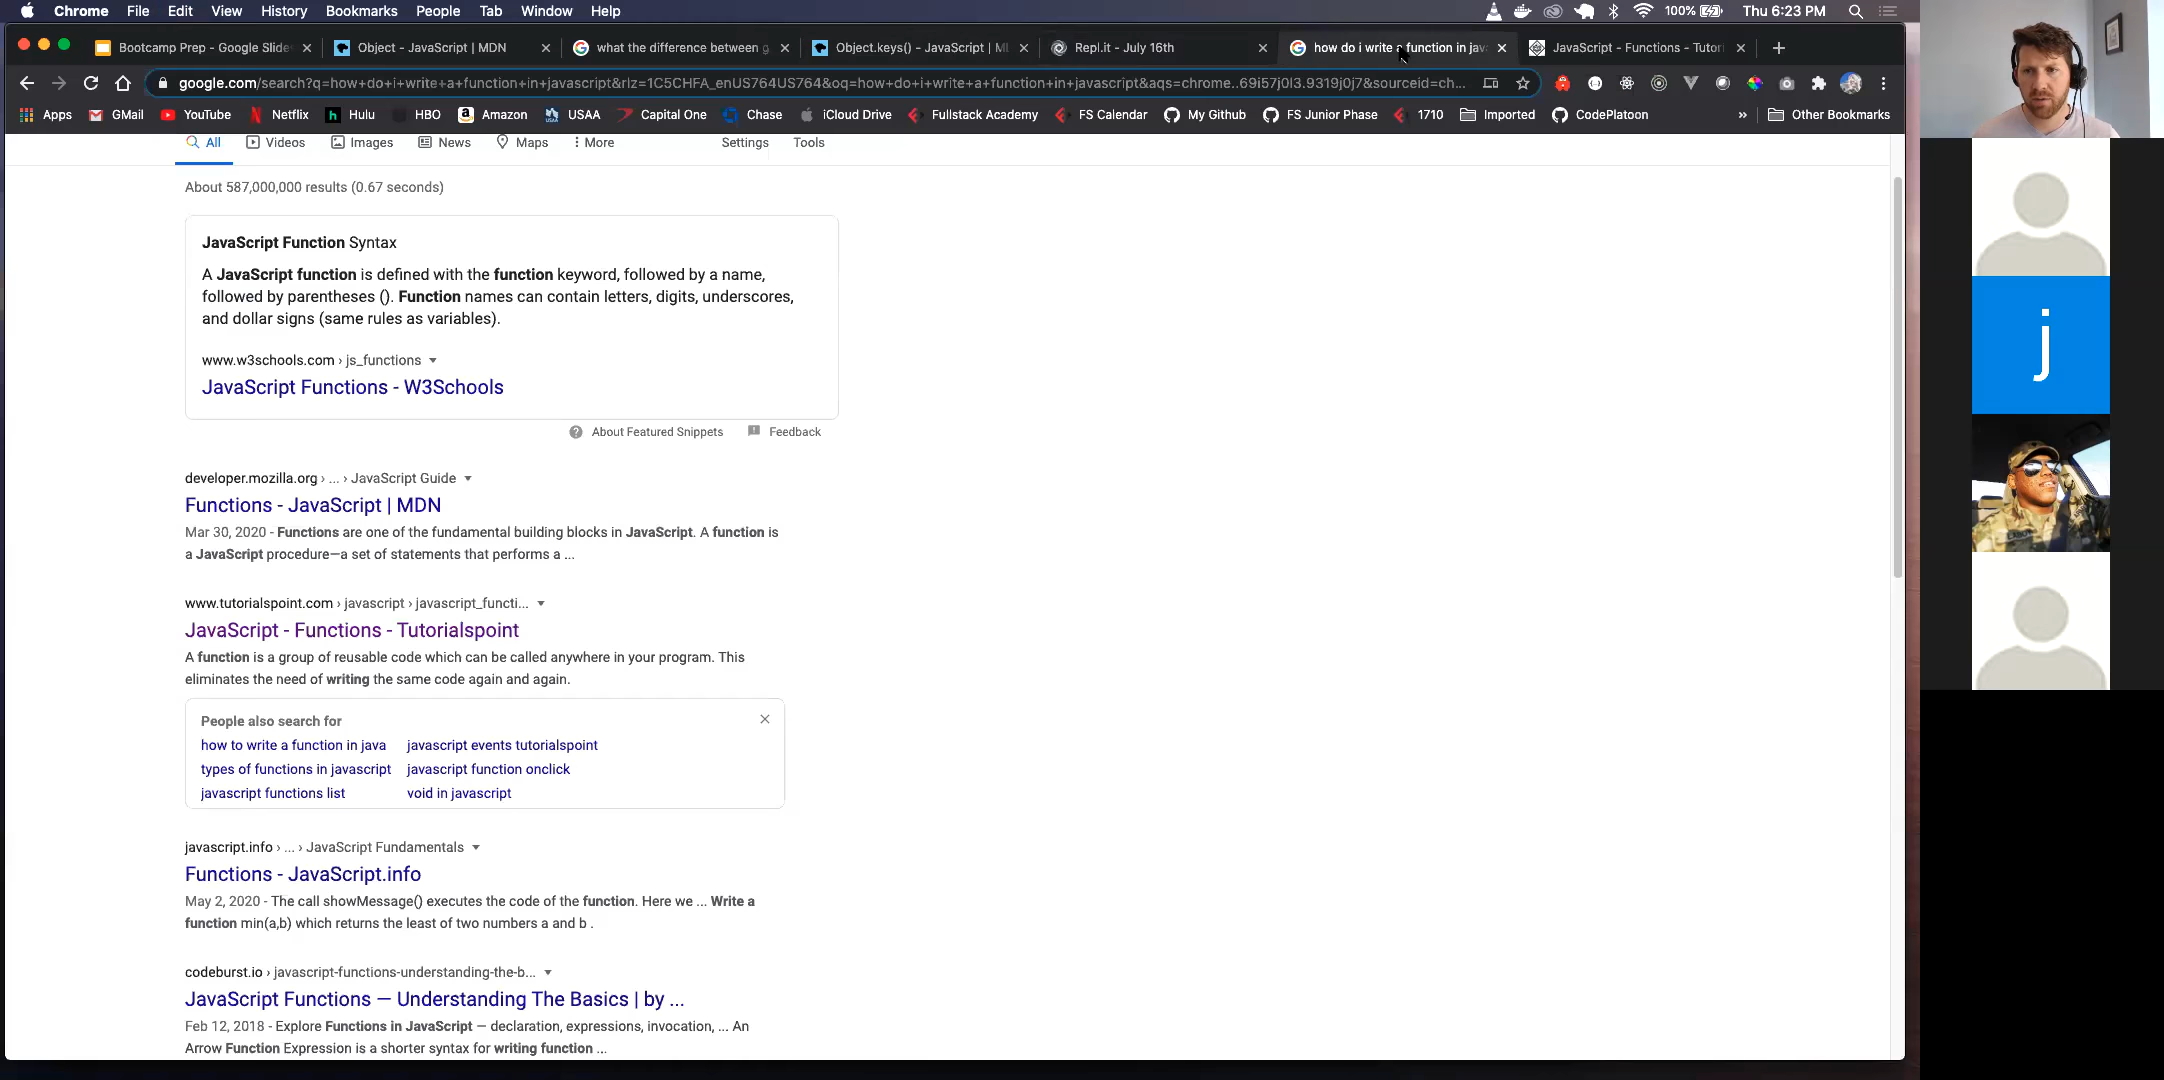 Chrome File Edit View History Bookmarks People Tab Window Help 100% Thu 6:23 PM
Bootcamp Prep - Google Slide Object - JavaScript | MDN what the difference between g Object.keys() - JavaScript | M Repl.it - July 16th how do i write a function in jav JavaScript - Functions - Tutor
google.com/search?q=how+do+i+write+a+function+in+javascript&rlz=1C5CHFA_enUS764US764&oq=how+do+i+write+a+function+in+javascript&aqs=chrome..69i57j0l3.9319j0j7&sourceid=ch...
Apps GMail YouTube Netflix Hulu HBO Amazon USAA Capital One Chase iCloud Drive Fullstack Academy FS Calendar My Github FS Junior Phase 1710 Imported CodePlatoon » Other Bookmarks
All Videos Images News Maps More Settings Tools
About 587,000,000 results (0.67 seconds)
JavaScript Function Syntax
A JavaScript function is defined with the function keyword, followed by a name,
followed by parentheses (). Function names can contain letters, digits, underscores,
and dollar signs (same rules as variables).
www.w3schools.com › js_functions
JavaScript Functions - W3Schools
About Featured Snippets Feedback
developer.mozilla.org › ... › JavaScript Guide
Functions - JavaScript | MDN
Mar 30, 2020 - Functions are one of the fundamental building blocks in JavaScript. A function is
a JavaScript procedure—a set of statements that performs a ...
www.tutorialspoint.com › javascript › javascript_functi...
JavaScript - Functions - Tutorialspoint
A function is a group of reusable code which can be called anywhere in your program. This
eliminates the need of writing the same code again and again.
People also search for
how to write a function in java javascript events tutorialspoint
types of functions in javascript javascript function onclick
javascript functions list void in javascript
javascript.info › ... › JavaScript Fundamentals
Functions - JavaScript.info
May 2, 2020 - The call showMessage() executes the code of the function. Here we ... Write a
function min(a,b) which returns the least of two numbers a and b .
codeburst.io › javascript-functions-understanding-the-b...
JavaScript Functions — Understanding The Basics | by ...
Feb 12, 2018 - Explore Functions in JavaScript — declaration, expressions, invocation, ... An
Arrow Function Expression is a shorter syntax for writing function ...
j